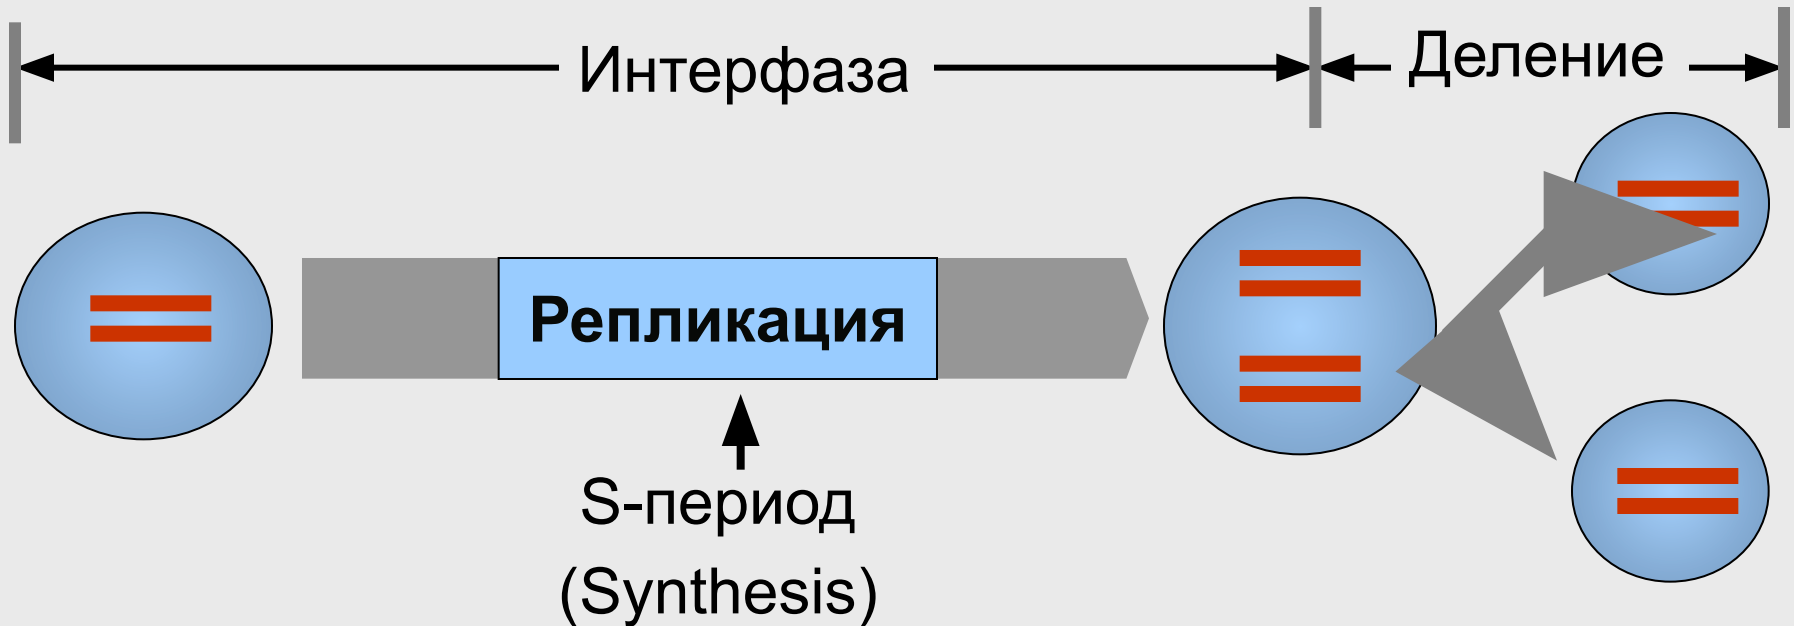 Интерфаза
Деление
Репликация
S-период
(Synthesis)